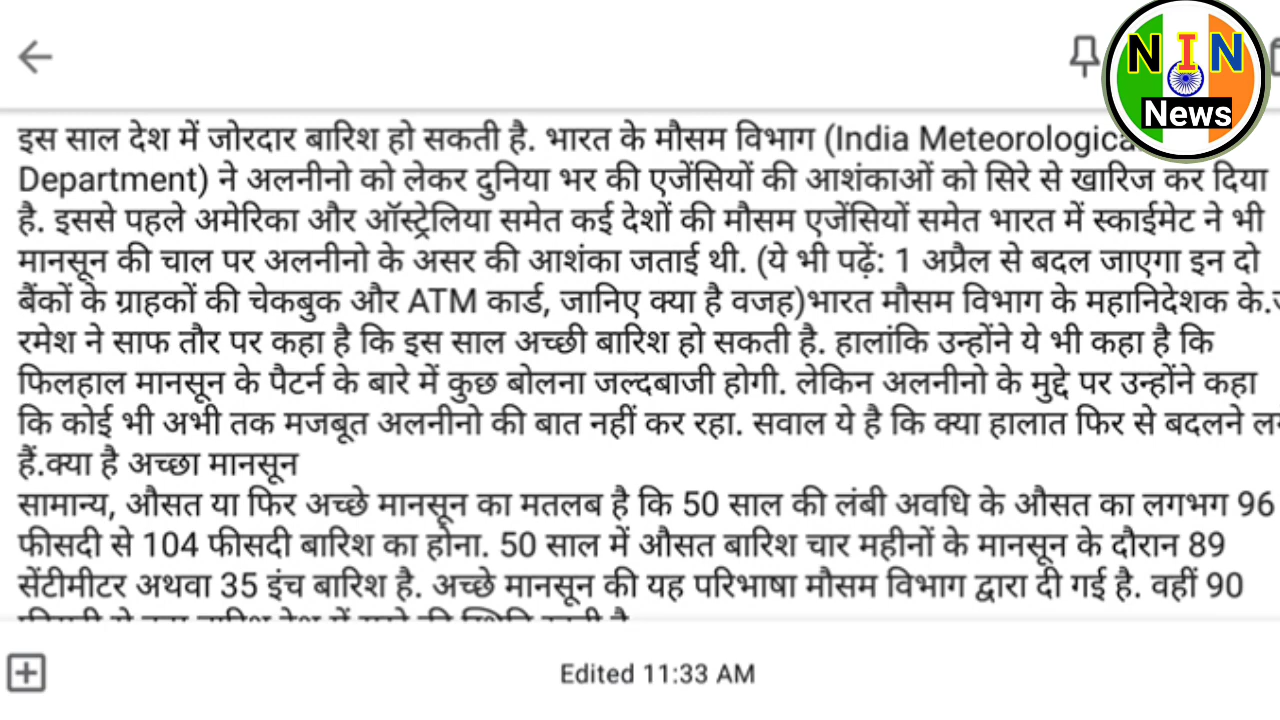 NIN
News
इस साल देश में जोरदार बारिश हो सकती है. भारत के मौसम विभाग (India
Department) ने अलनीनो को लेकर दुनिया भर की एजेंसियों की आशंकाओं को सिरे से खारिज कर दिया
है. इससे पहले अमेरिका और ऑस्ट्रेलिया समेत कई देशों की मौसम एजेंसियों समेत भारत में स्काईमेट ने भी
मानसून की चाल पर अलनीनो के असर की आशंका जताई थी. (ये भी पढ़ें: 1 अप्रैल से बदल जाएगा इन दो
बैंकों के ग्राहकों की चेकबुक और ATM कार्ड, जानिए क्या है वजह)भारत मौसम विभाग के महानिदेशक के.
रमेश ने साफ तौर पर कहा है कि इस साल अच्छी बारिश हो सकती है. हालांकि उन्होंने ये भी कहा है कि
फिलहाल मानसून के पैटर्न के बारे में कुछ बोलना जल्दबाजी होगी. लेकिन अलनीनो के मुद्दे पर उन्होंने कहा
कि कोई भी अभी तक मजबूत अलनीनो की बात नहीं कर रहा. सवाल ये है कि क्या हालात फिर से बदलने
हैं.क्या है अच्छा मानसून
सामान्य, औसत या फिर अच्छे मानसून का मतलब है कि 50 साल की लंबी अवधि के औसत का लगभग 96
फीसदी से 104 फीसदी बारिश का होना. 50 साल में औसत बारिश चार महीनों के मानसून के दौरान 89
सेंटीमीटर अथवा 35 इंच बारिश है. अच्छे मानसून की यह परिभाषा मौसम विभाग द्वारा दी गई है. वहीं 90
Edited 11:33 AM